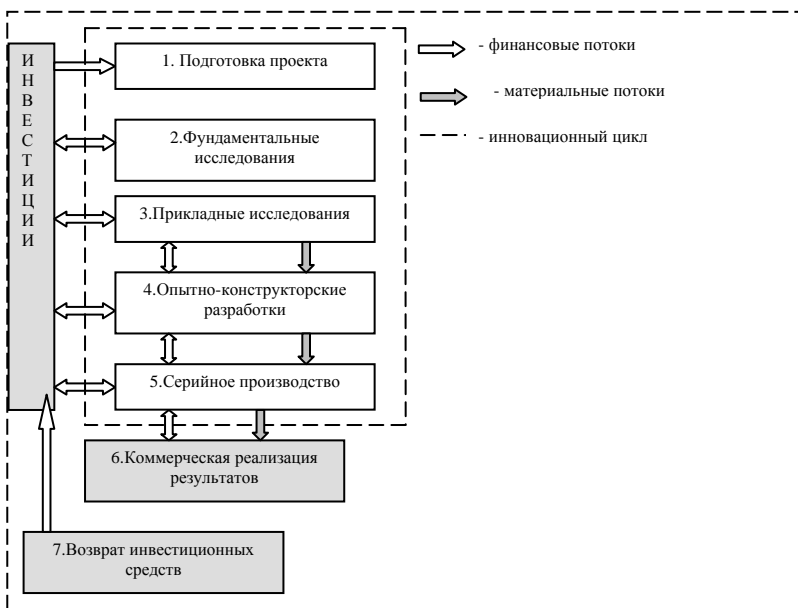 И
Н
В
Е
С
Т
И
Ц
И
И
1. Подготовка проекта
2.Фундаментальные
исследования
3.Прикладные исследования
4.Опытно-конструкторские
разработки
5.Серийное производство
6.Коммерческая реализация
результатов
7.Возврат инвестиционных
средств
- финансовые потоки
- материальные потоки
- инновационный цикл